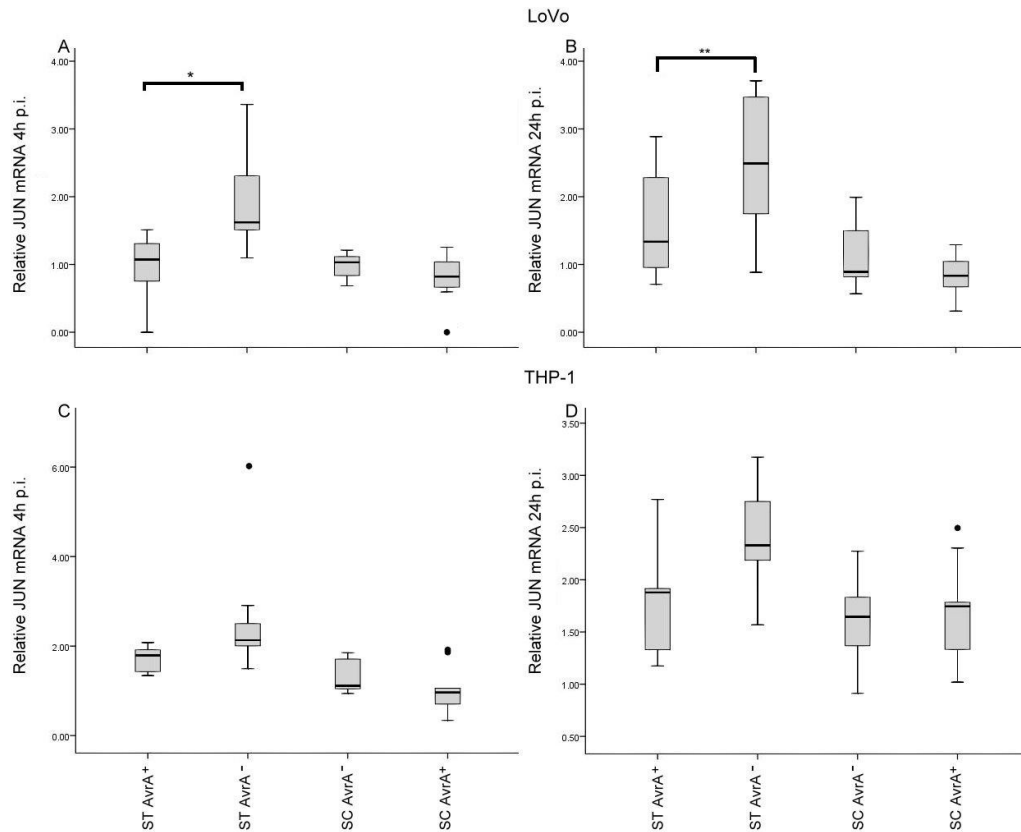 LoVo
A
Relative JUN mRNA 4h p.i.
4.00
3.00
2.00
1.00
0.00
*
B
Relative JUN mRNA 24h p.i.
4.00
3.00
2.00
1.00
0.00
**
THP-1
C
Relative JUN mRNA 4h p.i.
6.00
4.00
2.00
0.00
ST AvrA+
ST AvrA-
SC AvrA-
SC AvrA+
D
Relative JUN mRNA 24h p.i.
3.50
3.00
2.50
2.00
1.50
1.00
0.50
ST AvrA+
ST AvrA-
SC AvrA-
SC AvrA+